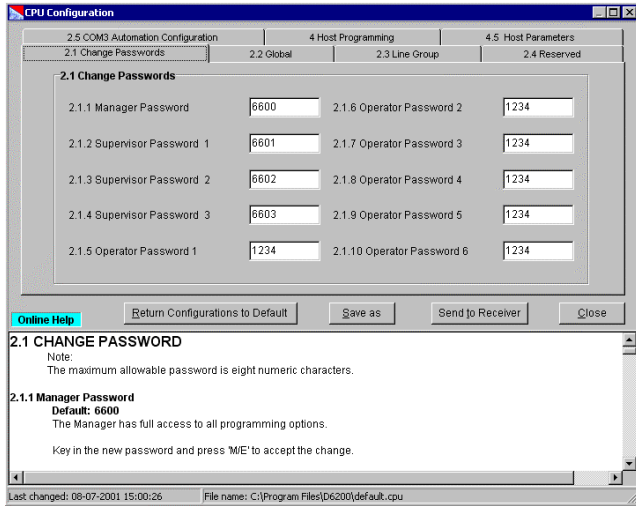 CPU Configuration
2.5 COM3 Automation Configuration 4 Host Programming 4.5 Host Parameters
2.1 Change Passwords 2.2 Global 2.3 Line Group 2.4 Reserved
2.1 Change Passwords
2.1.1 Manager Password 6600 2.1.6 Operator Password 2 1234
2.1.2 Supervisor Password 1 6601 2.1.7 Operator Password 3 1234
2.1.3 Supervisor Password 2 6602 2.1.8 Operator Password 4 1234
2.1.4 Supervisor Password 3 6603 2.1.9 Operator Password 5 1234
2.1.5 Operator Password 1 1234 2.1.10 Operator Password 6 1234
Online Help Return Configurations to Default Save as Send to Receiver Close
2.1 CHANGE PASSWORD
Note:
The maximum allowable password is eight numeric characters.
2.1.1 Manager Password
Default: 6600
The Manager has full access to all programming options.
Key in the new password and press 'M/E' to accept the change.
Last changed: 08-07-2001 15:00:26 File name: C:\Program Files\D6200\default.cpu